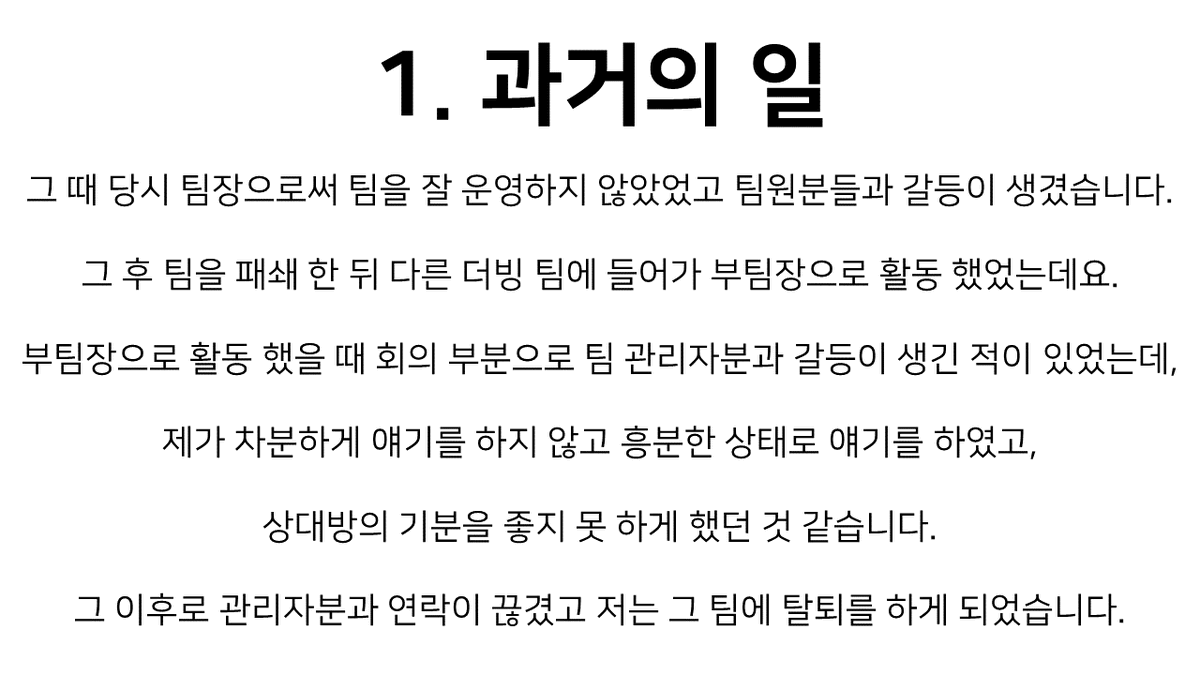 1. 과거의 일
그 때 당시 팀장으로써 팀을 잘 운영하지 않았었고 팀원분들과 갈등이 생겼습니다.
그 후 팀을 패쇄 한 뒤 다른 더빙 팀에 들어가 부팀장으로 활동 했었는데요.
부팀장으로 활동 했을 때 회의 부분으로 팀 관리자분과 갈등이 생긴 적이 있었는데,
제가 차분하게 얘기를 하지 않고 흥분한 상태로 얘기를 하였고,
상대방의 기분을 좋지 못 하게 했던 것 같습니다.
그 이후로 관리자분과 연락이 끊겼고 저는 그 팀에 탈퇴를 하게 되었습니다.